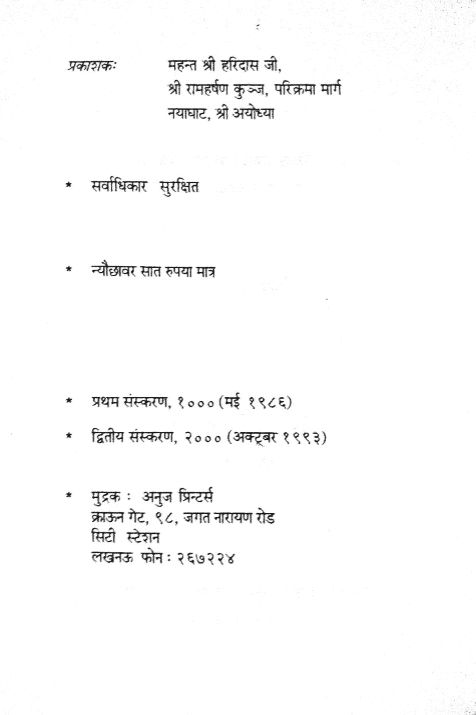 प्रकाशकः महन्त श्री हरिदास जी,
श्री रामहर्षण कुञ्ज, परिक्रमा मार्ग
नयाघाट, श्री अयोध्या
* सर्वाधिकार सुरक्षित
* न्यौछावर सात रुपया मात्र
* प्रथम संस्करण, १००० (मई १९८६)
* द्वितीय संस्करण, २००० (अक्टूबर १९९३)
* मुद्रक : अनुज प्रिन्टर्स
क्राऊन गेट, ९८, जगत नारायण रोड
सिटी स्टेशन
लखनऊ फोन : २६७२२४